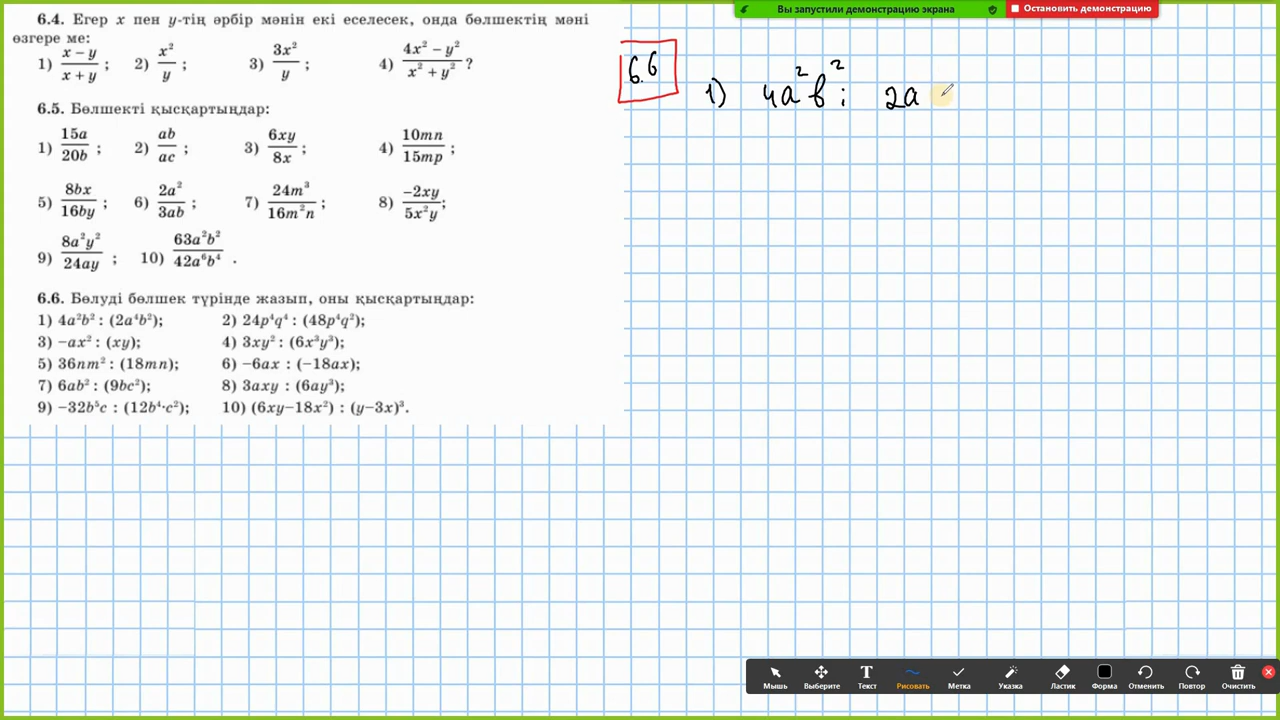 Вы запустили демонстрацию экрана
Остановить демонстрацию
6.4. Егер x пен y-тің әрбір мәнін екі еселесек, онда бөлшектің мәні
өзгере ме:
1) (x − y)/(x + y) ; 2) x²/y ; 3) 3x²/y ; 4) (4x² − y²)/(x² + y²) ?
6.5. Бөлшекті қысқартыңдар:
1) 15a/20b ; 2) ab/ac ; 3) 6xy/8x ; 4) 10mn/15mp ;
5) 8bx/16by ; 6) 2a²/3ab ; 7) 24m³/16m²n ; 8) −2xy/5x²y;
9) 8a²y²/24ay ; 10) 63a²b²/42a⁶b⁴ .
6.6. Бөлуді бөлшек түрінде жазып, оны қысқартыңдар:
1) 4a²b² : (2a⁴b²); 2) 24p⁴q⁴ : (48p⁴q²);
3) −ax² : (xy); 4) 3xy² : (6x³y³);
5) 36nm² : (18mn); 6) −6ax : (−18ax);
7) 6ab² : (9bc²); 8) 3axy : (6ay³);
9) −32b⁵c : (12b⁴·c²); 10) (6xy−18x²) : (y−3x)³.
6.6
1) 4a²b² : 2a
Мышь
Выберите
Текст
Рисовать
Метка
Указка
Ластик
Форма
Отменить
Повтор
Очистить